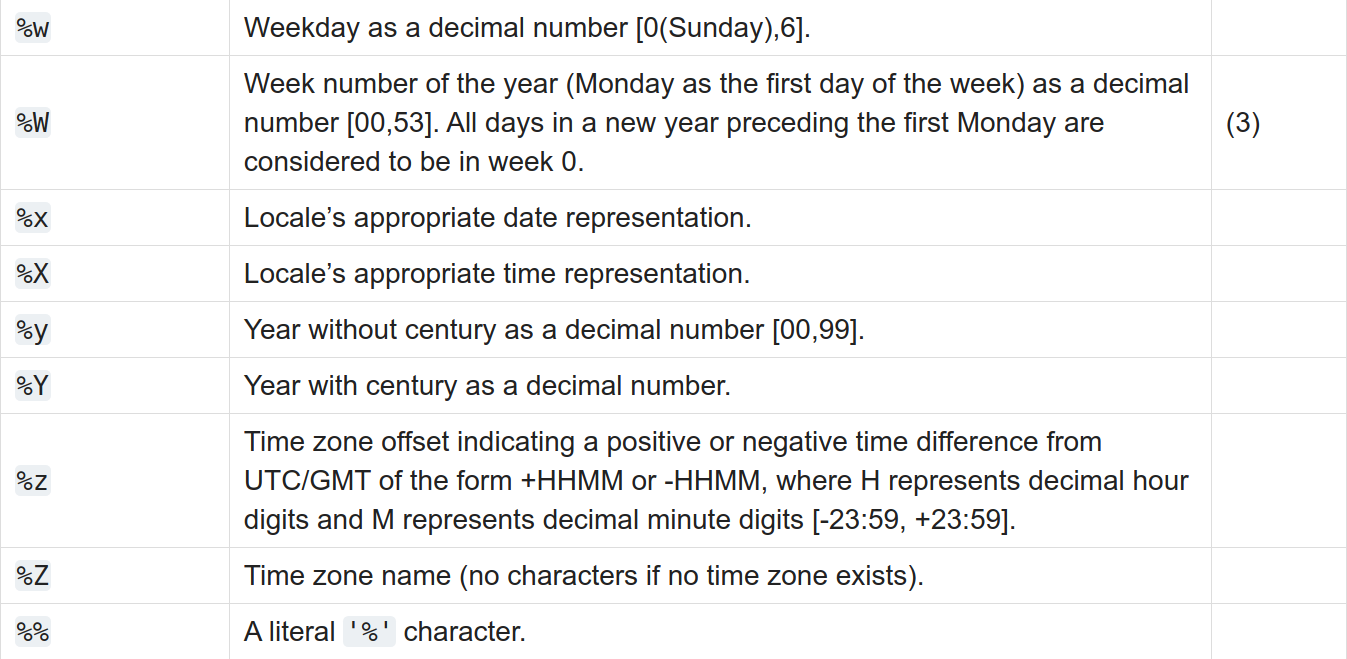 %w Weekday as a decimal number [0(Sunday),6].
Week number of the year (Monday as the first day of the week) as a decimal
%W number [00,53]. All days in a new year preceding the first Monday are (3)
considered to be in week 0.
%x Locale’s appropriate date representation.
%X Locale’s appropriate time representation.
%y Year without century as a decimal number [00,99].
%Y Year with century as a decimal number.
Time zone offset indicating a positive or negative time difference from
%z UTC/GMT of the form +HHMM or -HHMM, where H represents decimal hour
digits and M represents decimal minute digits [-23:59, +23:59].
%Z Time zone name (no characters if no time zone exists).
%% A literal '%' character.